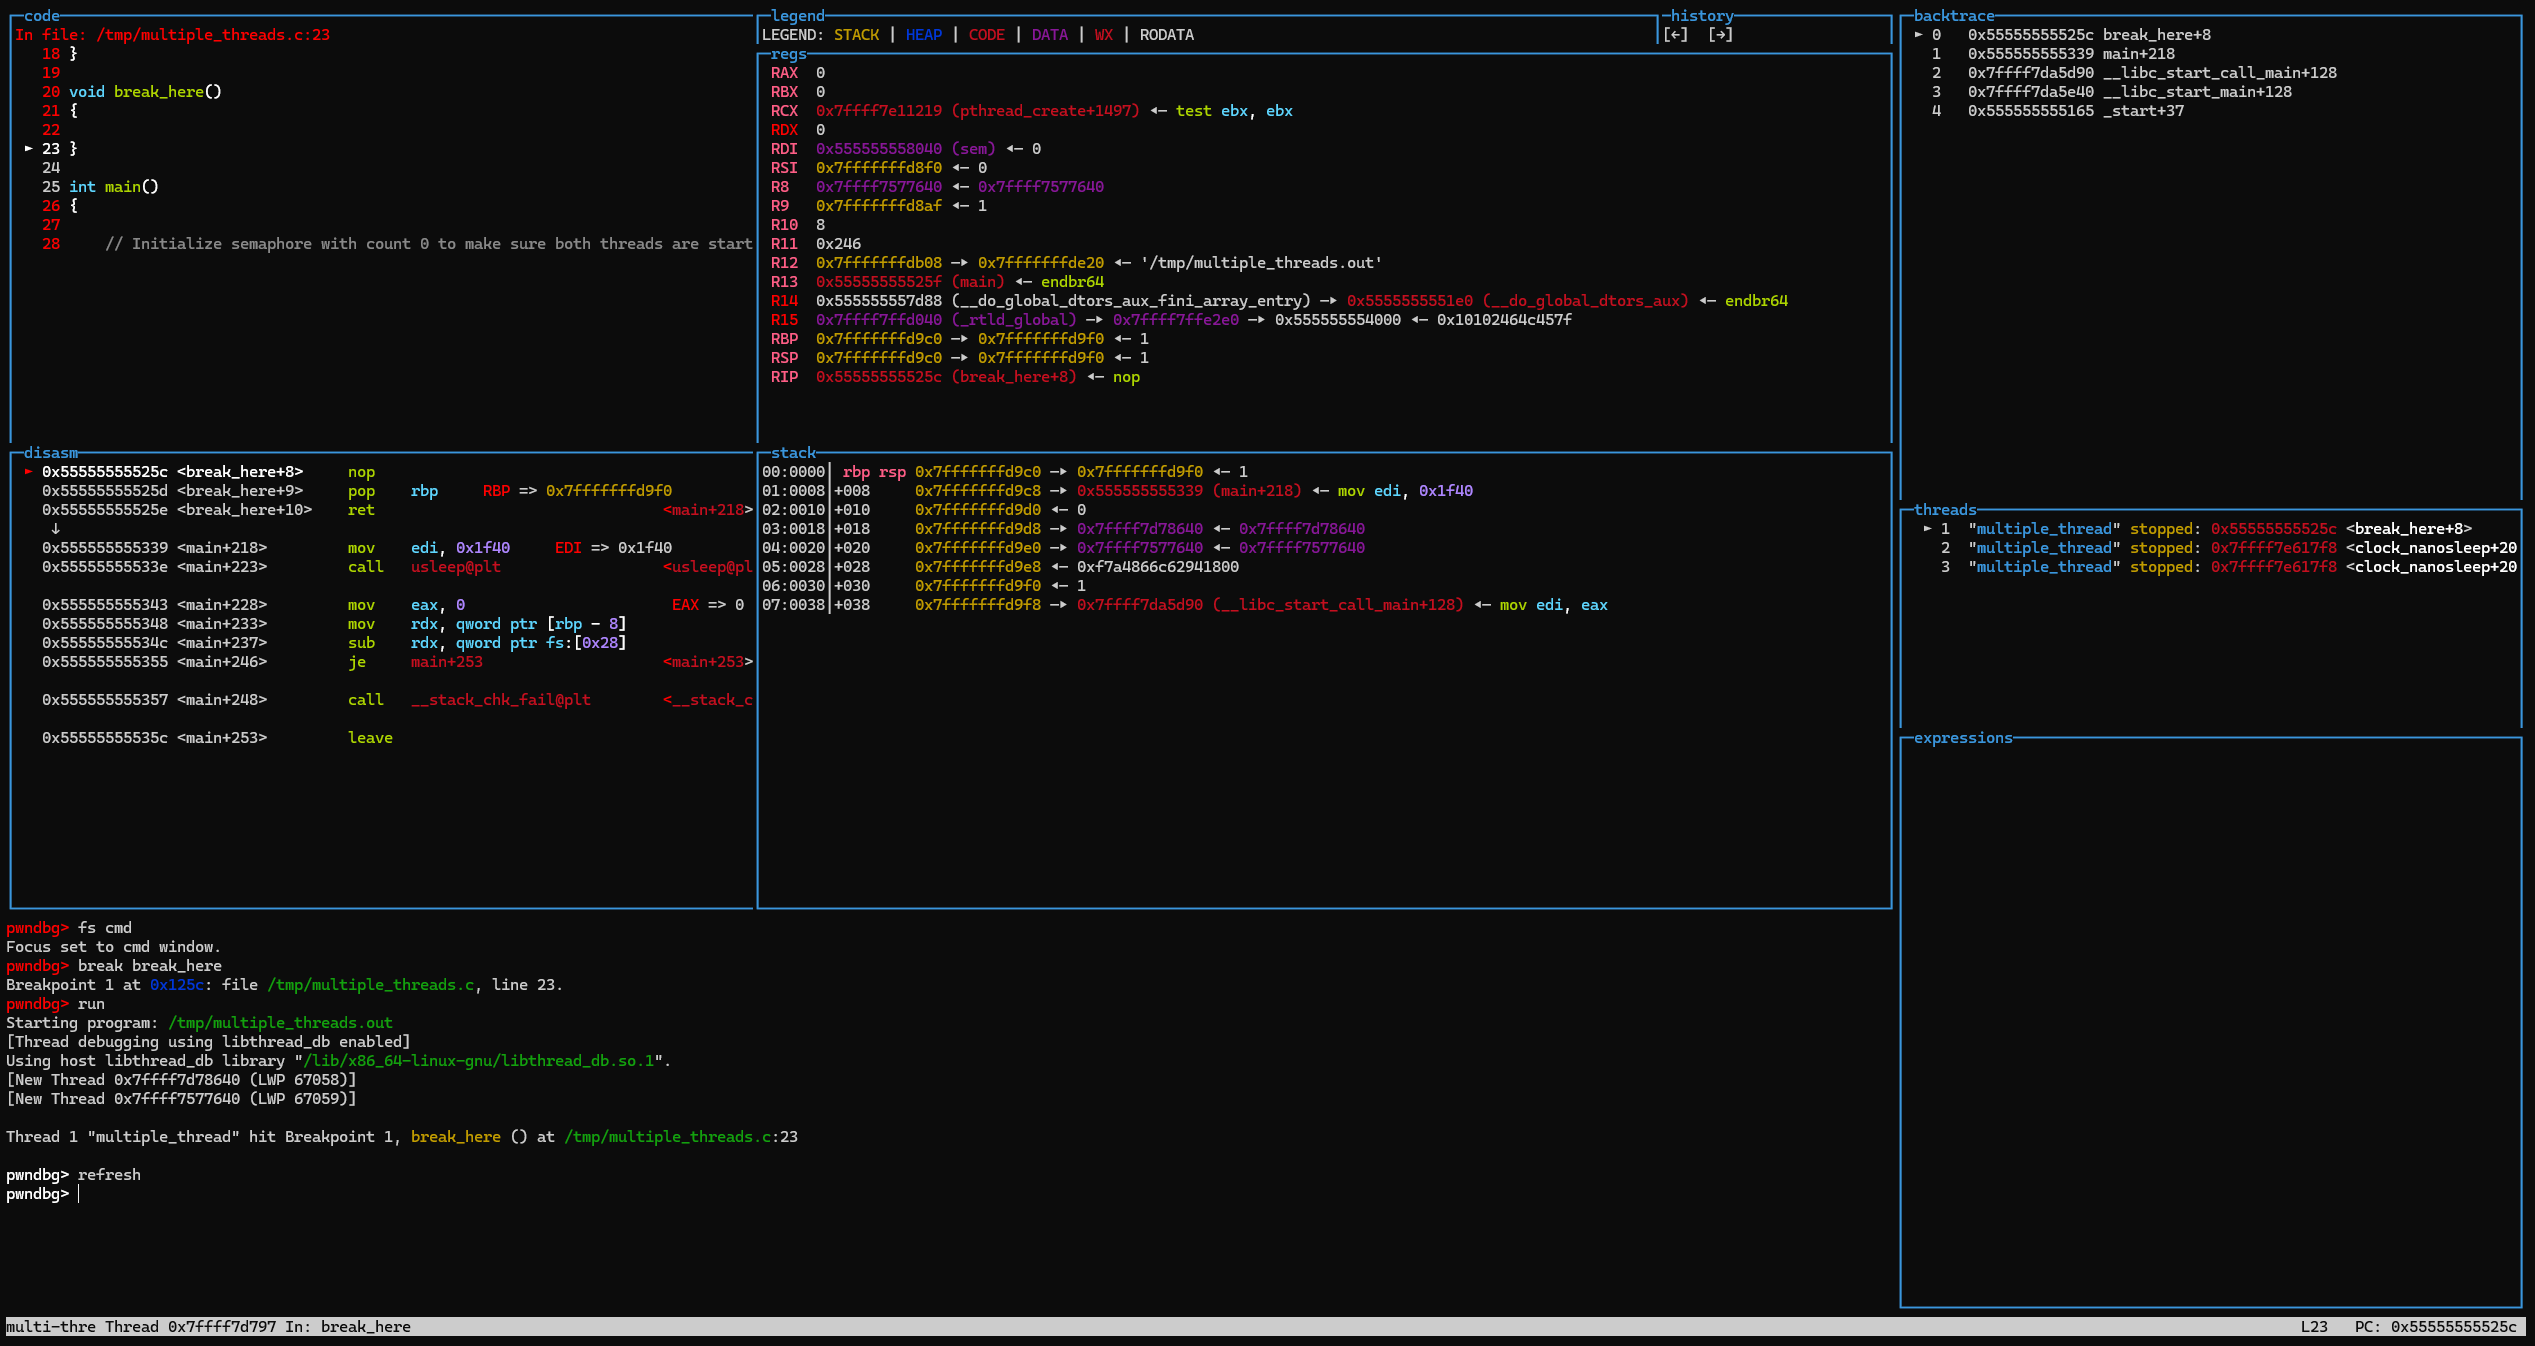 code
In file: /tmp/multiple_threads.c:23
18 }
19
20 void break_here()
21 {
22
► 23 }
24
25 int main()
26 {
27
28     // Initialize semaphore with count 0 to make sure both threads are start
legend
LEGEND: STACK | HEAP | CODE | DATA | WX | RODATA
history
[←]  [→]
regs
RAX  0
RBX  0
RCX  0x7ffff7e11219 (pthread_create+1497) ◂— test ebx, ebx
RDX  0
RDI  0x555555558040 (sem) ◂— 0
RSI  0x7fffffffd8f0 ◂— 0
R8   0x7ffff7577640 ◂— 0x7ffff7577640
R9   0x7fffffffd8af ◂— 1
R10  8
R11  0x246
R12  0x7fffffffdb08 —▸ 0x7fffffffde20 ◂— '/tmp/multiple_threads.out'
R13  0x55555555525f (main) ◂— endbr64
R14  0x555555557d88 (__do_global_dtors_aux_fini_array_entry) —▸ 0x5555555551e0 (__do_global_dtors_aux) ◂— endbr64
R15  0x7ffff7ffd040 (_rtld_global) —▸ 0x7ffff7ffe2e0 —▸ 0x555555554000 ◂— 0x10102464c457f
RBP  0x7fffffffd9c0 —▸ 0x7fffffffd9f0 ◂— 1
RSP  0x7fffffffd9c0 —▸ 0x7fffffffd9f0 ◂— 1
RIP  0x55555555525c (break_here+8) ◂— nop
backtrace
► 0   0x55555555525c break_here+8
1   0x555555555339 main+218
2   0x7ffff7da5d90 __libc_start_call_main+128
3   0x7ffff7da5e40 __libc_start_main+128
4   0x555555555165 _start+37
disasm
► 0x55555555525c <break_here+8>     nop
0x55555555525d <break_here+9>     pop    rbp     RBP => 0x7fffffffd9f0
0x55555555525e <break_here+10>    ret                                <main+218>
↓
0x555555555339 <main+218>         mov    edi, 0x1f40     EDI => 0x1f40
0x55555555533e <main+223>         call   usleep@plt                  <usleep@pl
0x555555555343 <main+228>         mov    eax, 0                       EAX => 0
0x555555555348 <main+233>         mov    rdx, qword ptr [rbp - 8]
0x55555555534c <main+237>         sub    rdx, qword ptr fs:[0x28]
0x555555555355 <main+246>         je     main+253                    <main+253>
0x555555555357 <main+248>         call   __stack_chk_fail@plt        <__stack_c
0x55555555535c <main+253>         leave
stack
00:0000│ rbp rsp 0x7fffffffd9c0 —▸ 0x7fffffffd9f0 ◂— 1
01:0008│+008     0x7fffffffd9c8 —▸ 0x555555555339 (main+218) ◂— mov edi, 0x1f40
02:0010│+010     0x7fffffffd9d0 ◂— 0
03:0018│+018     0x7fffffffd9d8 —▸ 0x7ffff7d78640 ◂— 0x7ffff7d78640
04:0020│+020     0x7fffffffd9e0 —▸ 0x7ffff7577640 ◂— 0x7ffff7577640
05:0028│+028     0x7fffffffd9e8 ◂— 0xf7a4866c62941800
06:0030│+030     0x7fffffffd9f0 ◂— 1
07:0038│+038     0x7fffffffd9f8 —▸ 0x7ffff7da5d90 (__libc_start_call_main+128) ◂— mov edi, eax
threads
► 1  "multiple_thread" stopped: 0x55555555525c <break_here+8>
2  "multiple_thread" stopped: 0x7ffff7e617f8 <clock_nanosleep+20
3  "multiple_thread" stopped: 0x7ffff7e617f8 <clock_nanosleep+20
expressions
pwndbg> fs cmd
Focus set to cmd window.
pwndbg> break break_here
Breakpoint 1 at 0x125c: file /tmp/multiple_threads.c, line 23.
pwndbg> run
Starting program: /tmp/multiple_threads.out
[Thread debugging using libthread_db enabled]
Using host libthread_db library "/lib/x86_64-linux-gnu/libthread_db.so.1".
[New Thread 0x7ffff7d78640 (LWP 67058)]
[New Thread 0x7ffff7577640 (LWP 67059)]
Thread 1 "multiple_thread" hit Breakpoint 1, break_here () at /tmp/multiple_threads.c:23
pwndbg> refresh
pwndbg>
multi-thre Thread 0x7ffff7d797 In: break_here    L23   PC: 0x55555555525c